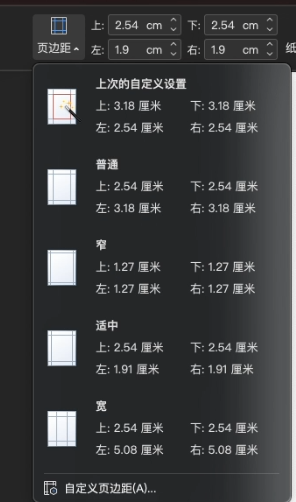 上: 2.54 cm 下: 2.54 cm
页边距 左: 1.9 cm 右: 1.9 cm 纸
上次的自定义设置
上: 3.18 厘米 下: 3.18 厘米
左: 2.54 厘米 右: 2.54 厘米
普通
上: 2.54 厘米 下: 2.54 厘米
左: 3.18 厘米 右: 3.18 厘米
窄
上: 1.27 厘米 下: 1.27 厘米
左: 1.27 厘米 右: 1.27 厘米
适中
上: 2.54 厘米 下: 2.54 厘米
左: 1.91 厘米 右: 1.91 厘米
宽
上: 2.54 厘米 下: 2.54 厘米
左: 5.08 厘米 右: 5.08 厘米
自定义页边距(A)...